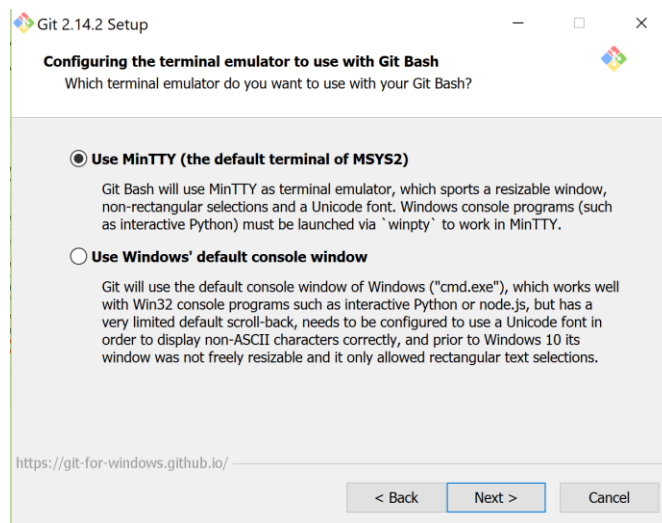 Git 2.14.2 Setup
Configuring the terminal emulator to use with Git Bash
Which terminal emulator do you want to use with your Git Bash?
Use MinTTY (the default terminal of MSYS2)
Git Bash will use MinTTY as terminal emulator, which sports a resizable window,
non-rectangular selections and a Unicode font. Windows console programs (such
as interactive Python) must be launched via `winpty` to work in MinTTY.
Use Windows' default console window
Git will use the default console window of Windows ("cmd.exe"), which works well
with Win32 console programs such as interactive Python or node.js, but has a
very limited default scroll-back, needs to be configured to use a Unicode font in
order to display non-ASCII characters correctly, and prior to Windows 10 its
window was not freely resizable and it only allowed rectangular text selections.
https://git-for-windows.github.io/
< Back Next > Cancel